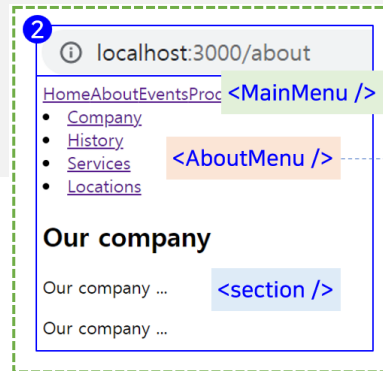 2
localhost:3000/about
HomeAboutEventsProd
<MainMenu />
Company
History
Services
Locations
<AboutMenu />
Our company
Our company ...
<section />
Our company ...